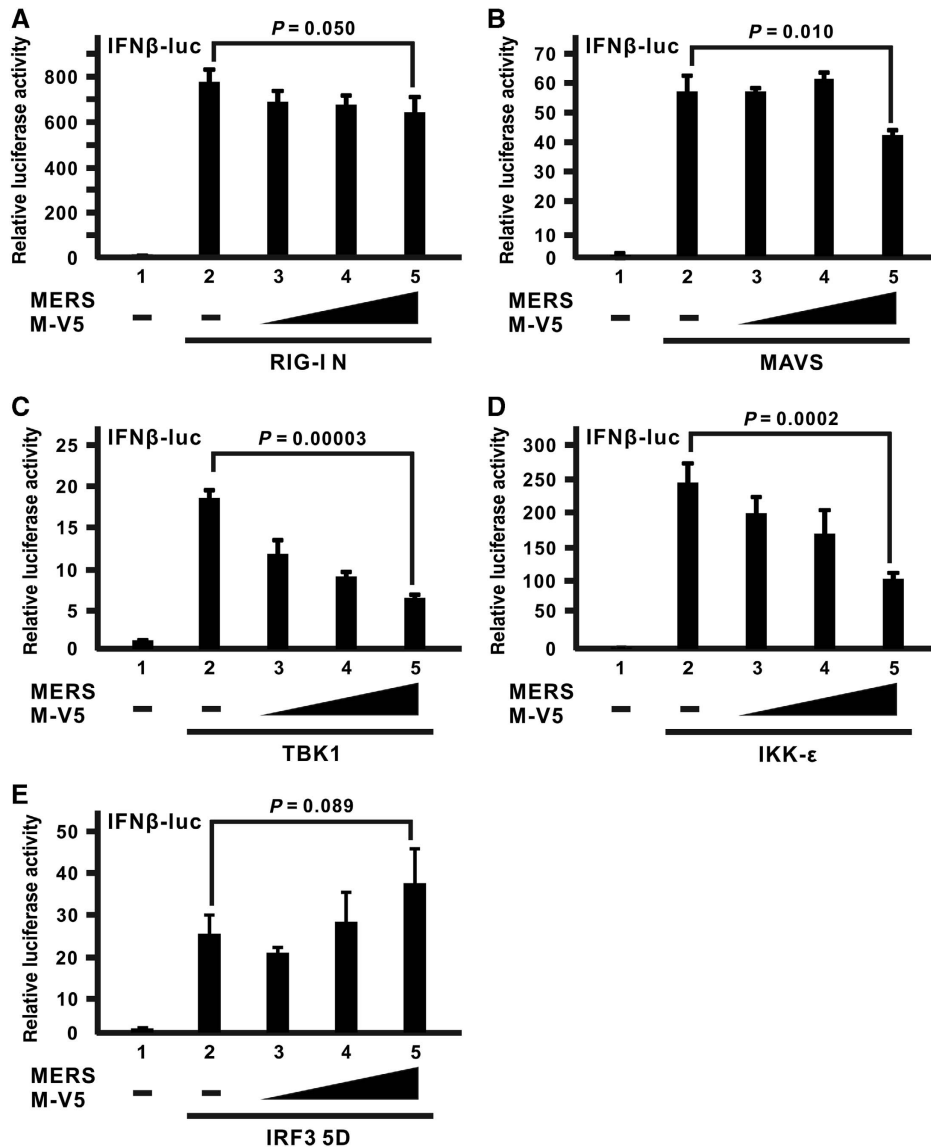 A
IFNβ-luc
P = 0.050
Relative luciferase activity
800
600
400
200
0
1 2 3 4 5
MERS
M-V5
RIG-I N
B
IFNβ-luc
P = 0.010
Relative luciferase activity
70
60
50
40
30
20
10
0
1 2 3 4 5
MERS
M-V5
MAVS
C
IFNβ-luc
P = 0.00003
Relative luciferase activity
25
20
15
10
5
0
1 2 3 4 5
MERS
M-V5
TBK1
D
IFNβ-luc
P = 0.0002
Relative luciferase activity
300
250
200
150
100
50
0
1 2 3 4 5
MERS
M-V5
IKK-ε
E
IFNβ-luc
P = 0.089
Relative luciferase activity
50
40
30
20
10
0
1 2 3 4 5
MERS
M-V5
IRF3 5D